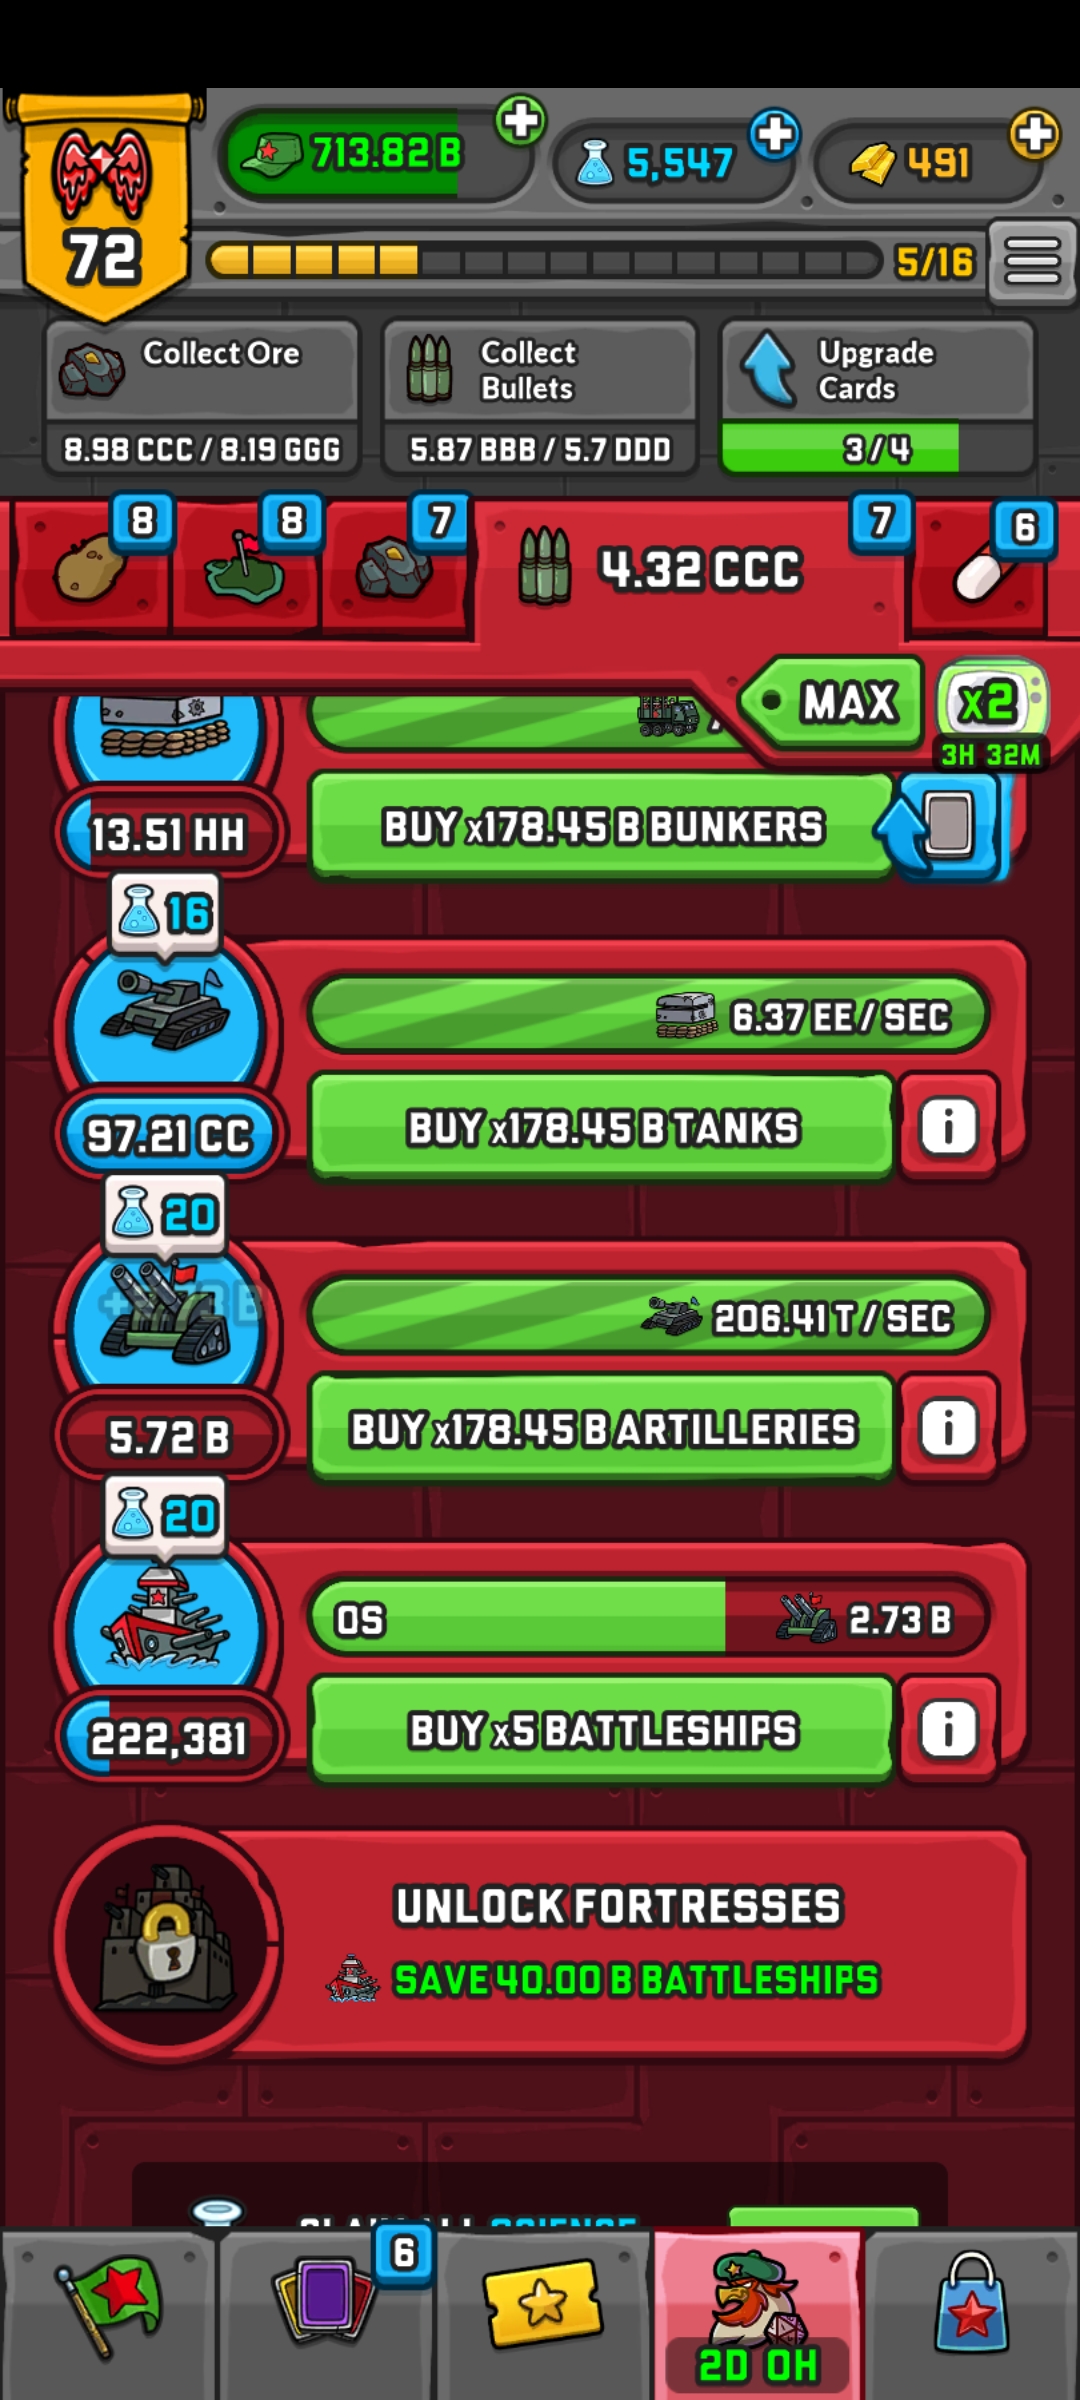 713.82 B
5,547
491
72
5/16
Collect Ore
8.98 CCC / 8.19 GGG
Collect
Bullets
5.87 BBB / 5.7 DDD
Upgrade
Cards
3/4
8
8
7
4.32 CCC
7
6
MAX
x2
3H 32M
13.51 HH
BUY x178.45 B BUNKERS
16
6.37 EE / SEC
97.21 CC
BUY x178.45 B TANKS
20
206.41 T / SEC
5.72 B
BUY x178.45 B ARTILLERIES
20
0S
2.73 B
222,381
BUY x5 BATTLESHIPS
UNLOCK FORTRESSES
SAVE 40.00 B BATTLESHIPS
6
2D 0H